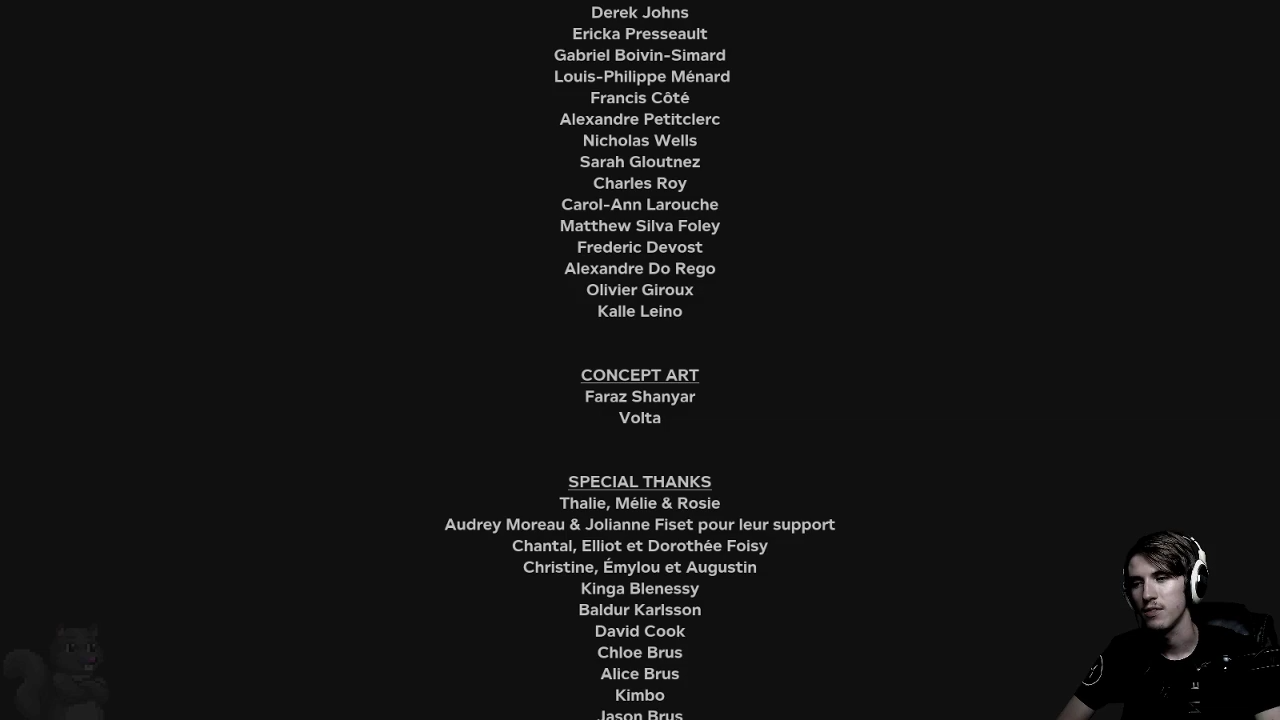 Derek Johns
Ericka Presseault
Gabriel Boivin-Simard
Louis-Philippe Ménard
Francis Côté
Alexandre Petitclerc
Nicholas Wells
Sarah Gloutnez
Charles Roy
Carol-Ann Larouche
Matthew Silva Foley
Frederic Devost
Alexandre Do Rego
Olivier Giroux
Kalle Leino
CONCEPT ART
Faraz Shanyar
Volta
SPECIAL THANKS
Thalie, Mélie & Rosie
Audrey Moreau & Jolianne Fiset pour leur support
Chantal, Elliot et Dorothée Foisy
Christine, Émylou et Augustin
Kinga Blenessy
Baldur Karlsson
David Cook
Chloe Brus
Alice Brus
Kimbo
Jason Brus